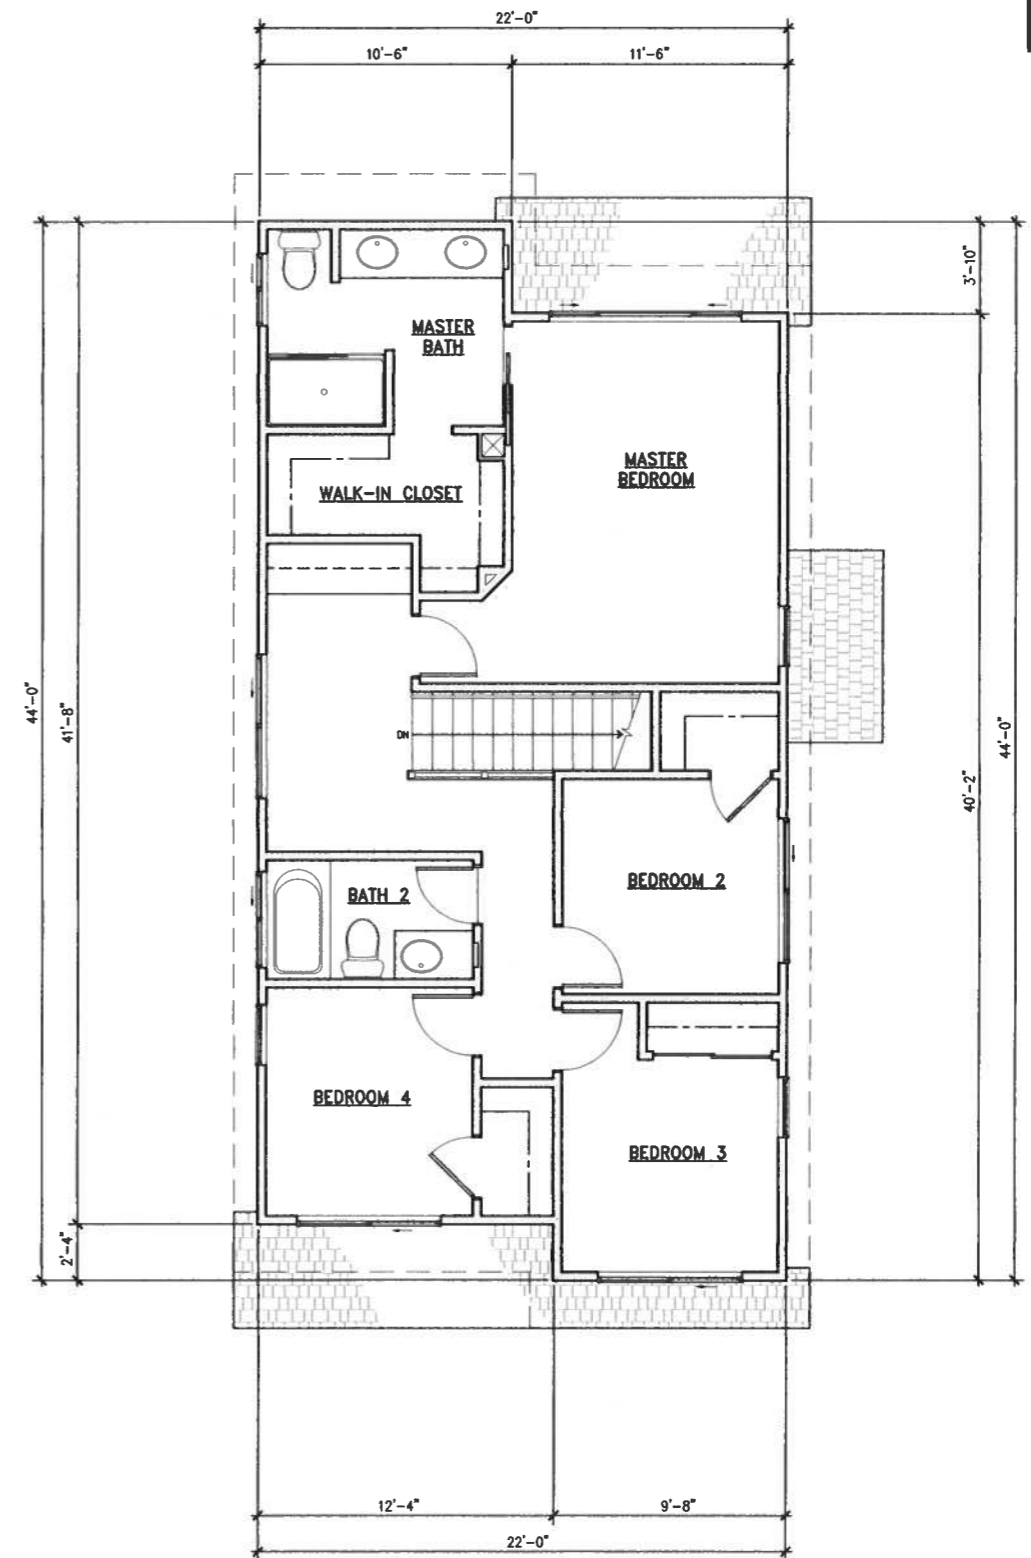 22'-0"
10'-6"
11'-6"
3'-10"
MASTER
BATH
MASTER
BEDROOM
WALK-IN CLOSET
44'-0"
41'-8"
DN
44'-0"
40'-2"
BEDROOM 2
BATH 2
BEDROOM 4
BEDROOM 3
2'-4"
12'-4"
9'-8"
22'-0"